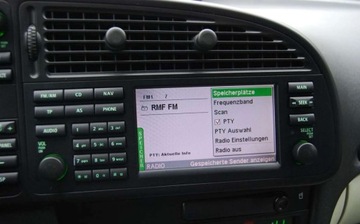 FM/AM
CD
NAV
TP
AS
PHONE
AUDIO
VOL
FM1
RMF FM
PTY: Aktuelle Info
RADIO
Speicherplätze
Frequenzband
Scan
PTY
PTY Auswahl
Radio Einstellungen
Radio aus
Gespeicherte Sender anzeigen
SEEK
BACK
SELECT